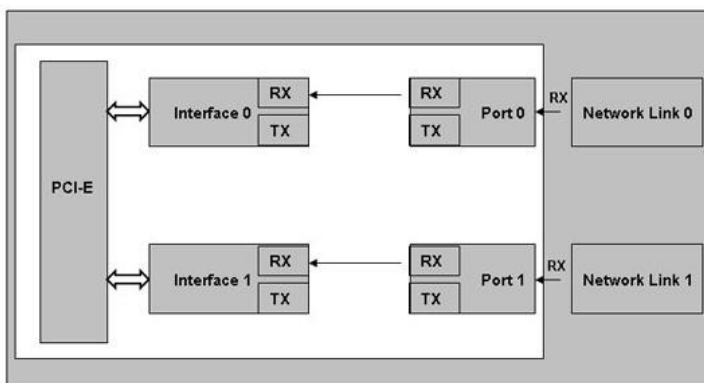 RX
RX
RX
Interface 0
Port 0
Network Link 0
TX
TX
PCI-E
RX
RX
RX
Interface 1
Port 1
Network Link 1
TX
TX